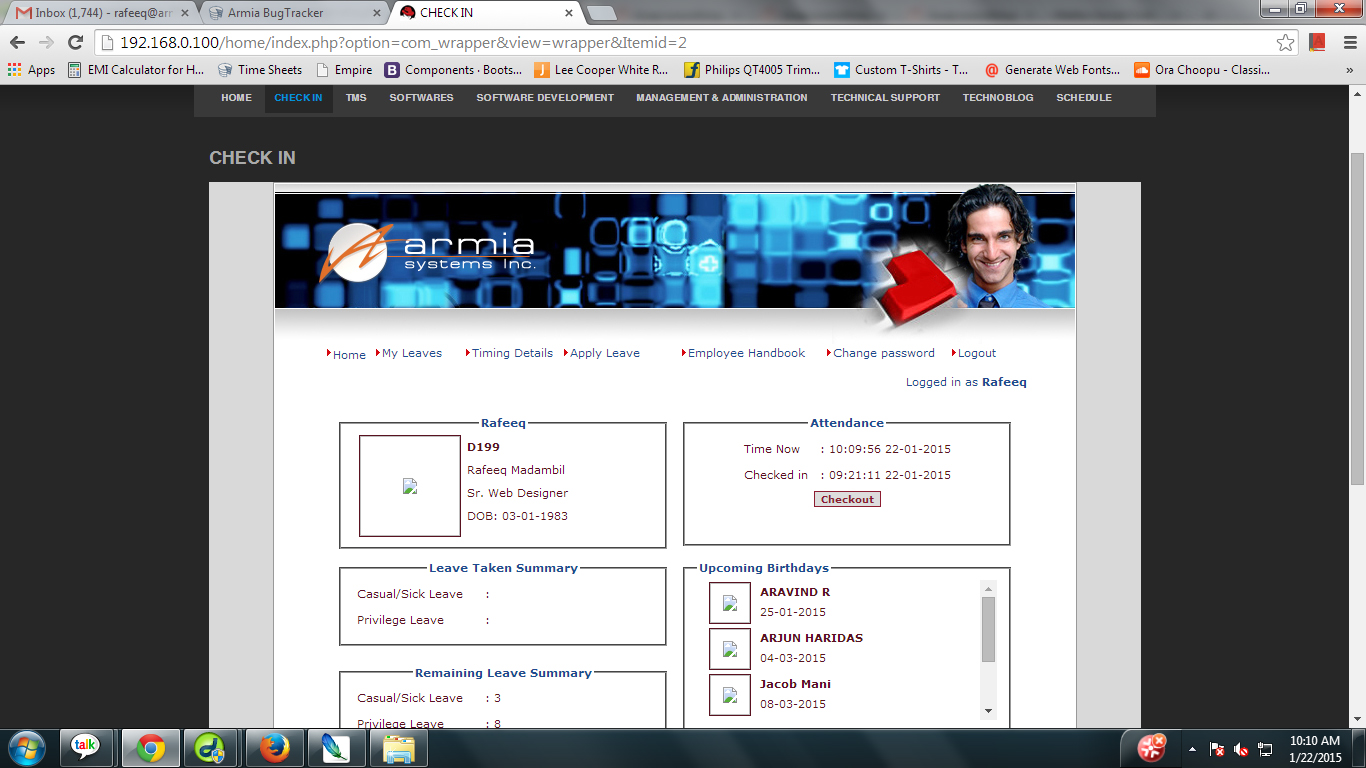 Inbox (1,744) - rafeeq@arm
Armia BugTracker
CHECK IN
192.168.0.100/home/index.php?option=com_wrapper&view=wrapper&Itemid=2
Apps EMI Calculator for H... Time Sheets Empire Components · Boots... Lee Cooper White R... Philips QT4005 Trim... Custom T-Shirts - T... Generate Web Fonts... Ora Choopu - Classi... »
HOME CHECK IN TMS SOFTWARES SOFTWARE DEVELOPMENT MANAGEMENT & ADMINISTRATION TECHNICAL SUPPORT TECHNOBLOG SCHEDULE
CHECK IN
armia
systems Inc.
Home My Leaves Timing Details Apply Leave Employee Handbook Change password Logout
Logged in as Rafeeq
Rafeeq
D199
Rafeeq Madambil
Sr. Web Designer
DOB: 03-01-1983
Attendance
Time Now : 10:09:56 22-01-2015
Checked in : 09:21:11 22-01-2015
Checkout
Leave Taken Summary
Casual/Sick Leave :
Privilege Leave :
Upcoming Birthdays
ARAVIND R
25-01-2015
ARJUN HARIDAS
04-03-2015
Jacob Mani
08-03-2015
Remaining Leave Summary
Casual/Sick Leave : 3
Privilege Leave : 8
talk
10:10 AM
1/22/2015